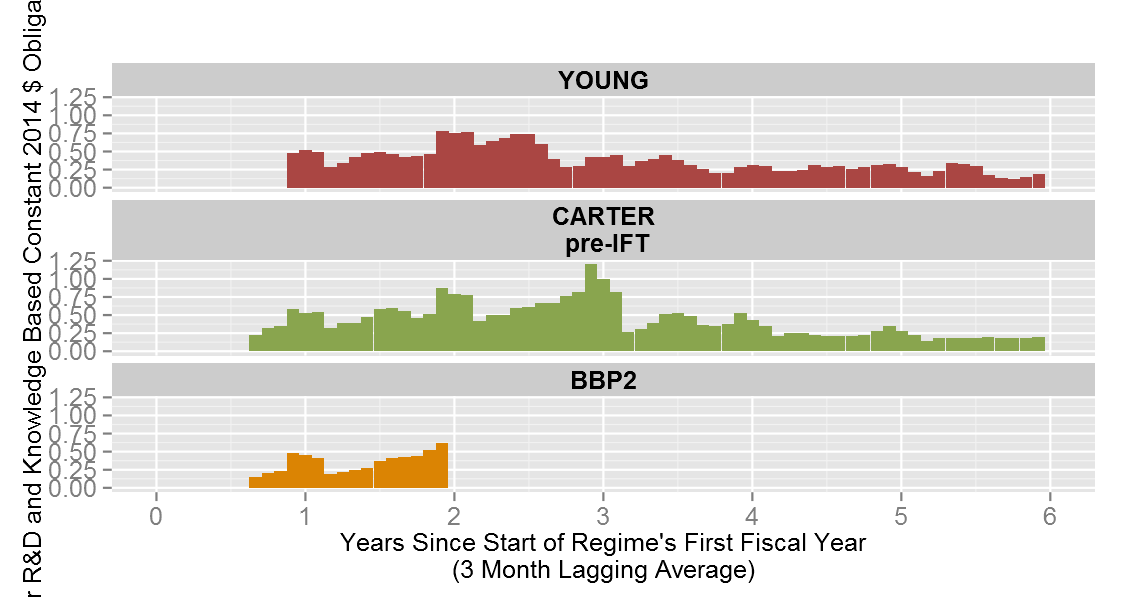 r R&D and Knowledge Based Constant 2014 $ Obliga
YOUNG
1.25
1.00
0.75
0.50
0.25
0.00
CARTER
pre-IFT
1.25
1.00
0.75
0.50
0.25
0.00
BBP2
1.25
1.00
0.75
0.50
0.25
0.00
0 1 2 3 4 5 6
Years Since Start of Regime's First Fiscal Year
(3 Month Lagging Average)